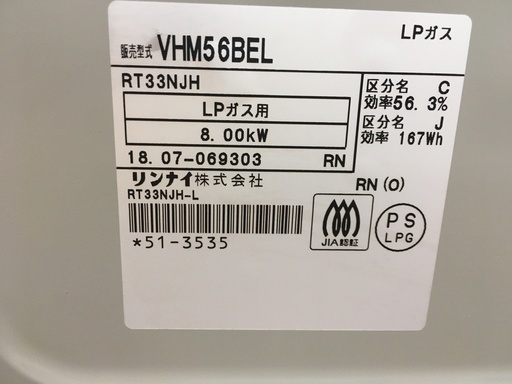 LPガス
販売型式 VHM56BEL
RT33NJH
LPガス用
8.00kW
18.07-069303 RN
区分名 C
効率56.3%
区分名 J
効率 167Wh
リンナイ株式会社
RN(0)
RT33NJH-L
*51-3535
JIA認証
PS
LPG